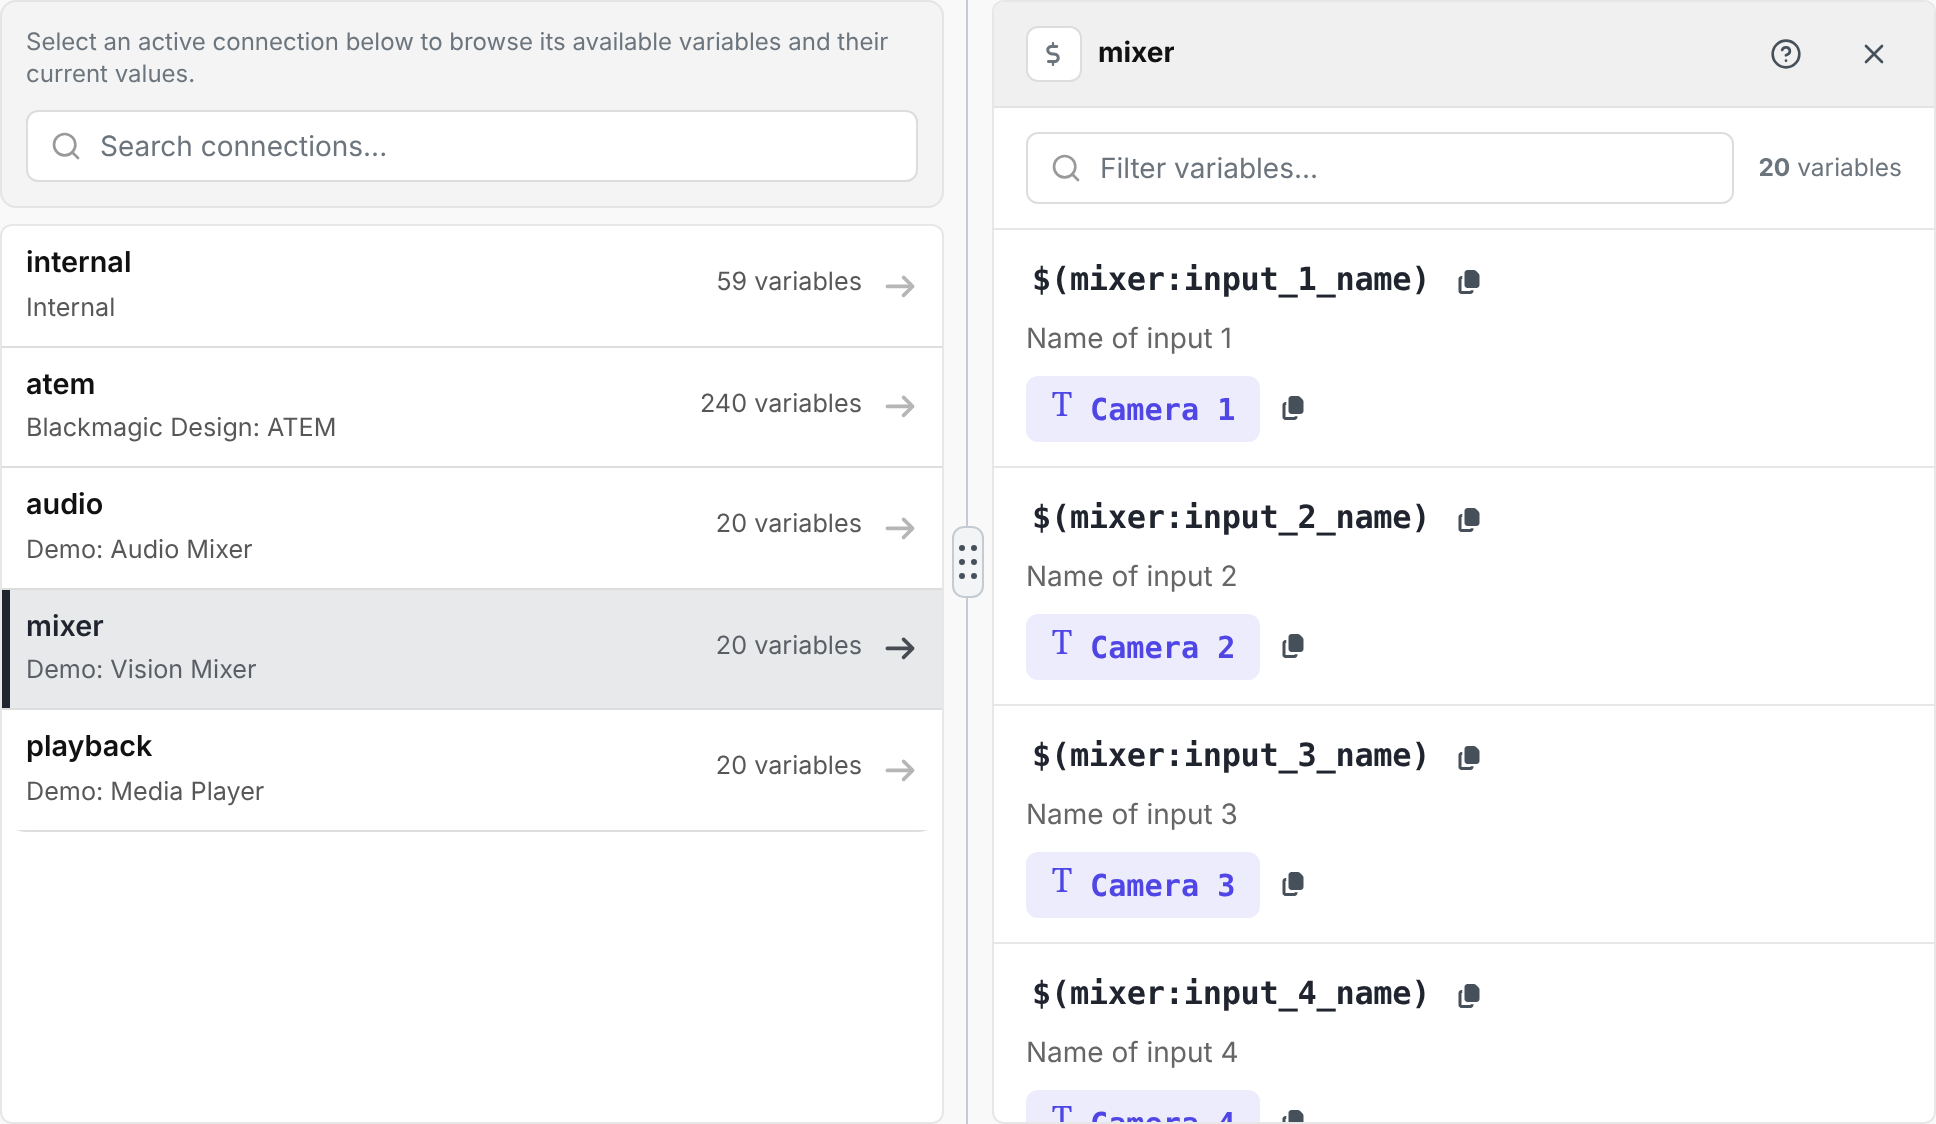 Select an active connection below to browse its available variables and their
current values.
Search connections...
internal
59 variables
Internal
atem
240 variables
Blackmagic Design: ATEM
audio
20 variables
Demo: Audio Mixer
mixer
20 variables
Demo: Vision Mixer
playback
20 variables
Demo: Media Player
$ mixer
Filter variables...
20 variables
$(mixer:input_1_name)
Name of input 1
T Camera 1
$(mixer:input_2_name)
Name of input 2
T Camera 2
$(mixer:input_3_name)
Name of input 3
T Camera 3
$(mixer:input_4_name)
Name of input 4
T Camera 4